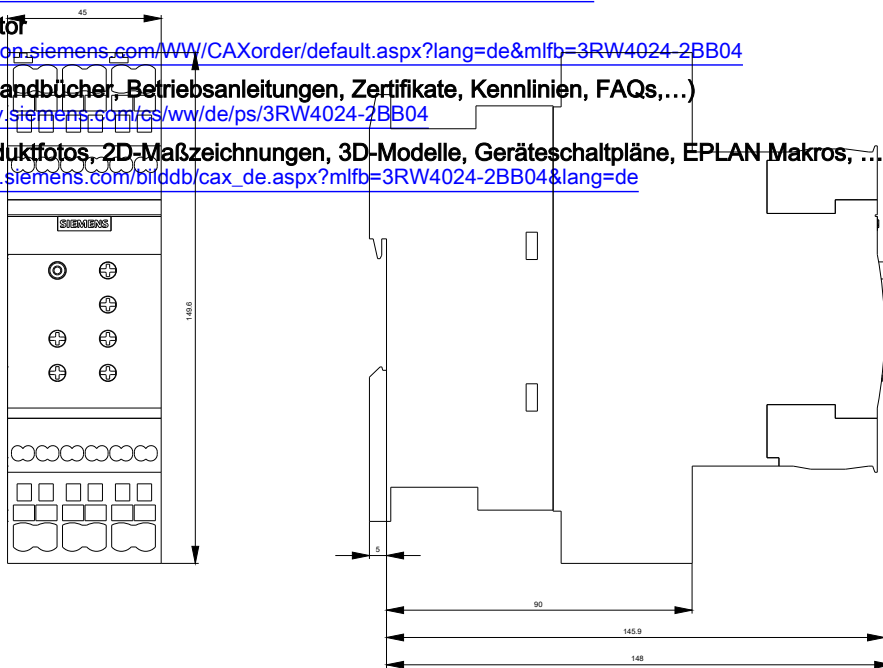 45
tor
on.siemens.com/WW/CAXorder/default.aspx?lang=de&mlfb=3RW4024-2BB04
andbücher, Betriebsanleitungen, Zertifikate, Kennlinien, FAQs,...)
.siemens.com/cs/ww/de/ps/3RW4024-2BB04
duktfotos, 2D-Maßzeichnungen, 3D-Modelle, Geräteschaltpläne, EPLAN Makros, ...
.siemens.com/bilddb/cax_de.aspx?mlfb=3RW4024-2BB04&lang=de
SIEMENS
149.6
5
90
145.9
148